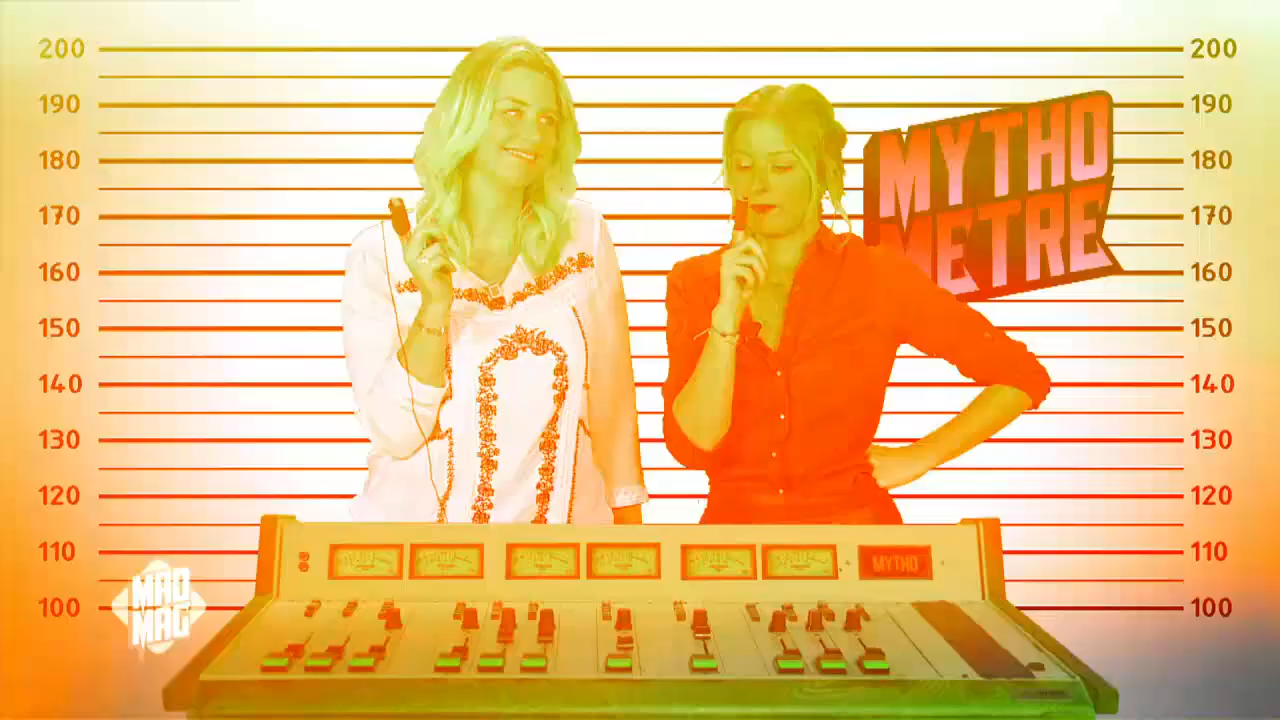 200 200
190 190
180 180
170 170
160 160
150 150
140 140
130 130
120 120
110 110
100 100
MYTHO
METRE
MYTHO
MAD
MAG